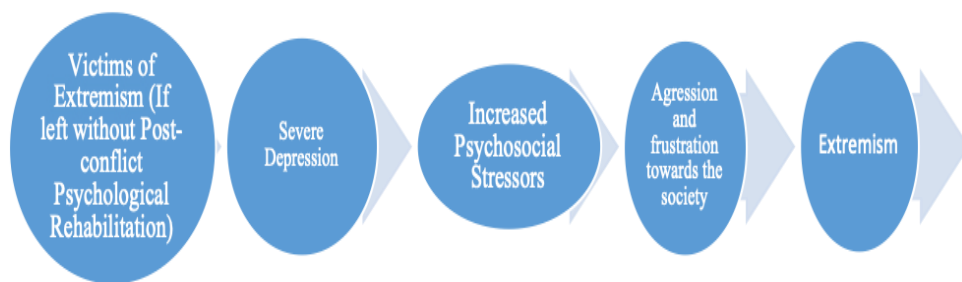 Victims of
Extremism (If
left without Post-
conflict
Psychological
Rehabilitation)
Severe
Depression
Increased
Psychosocial
Stressors
Agression
and
frustration
towards the
society
Extremism